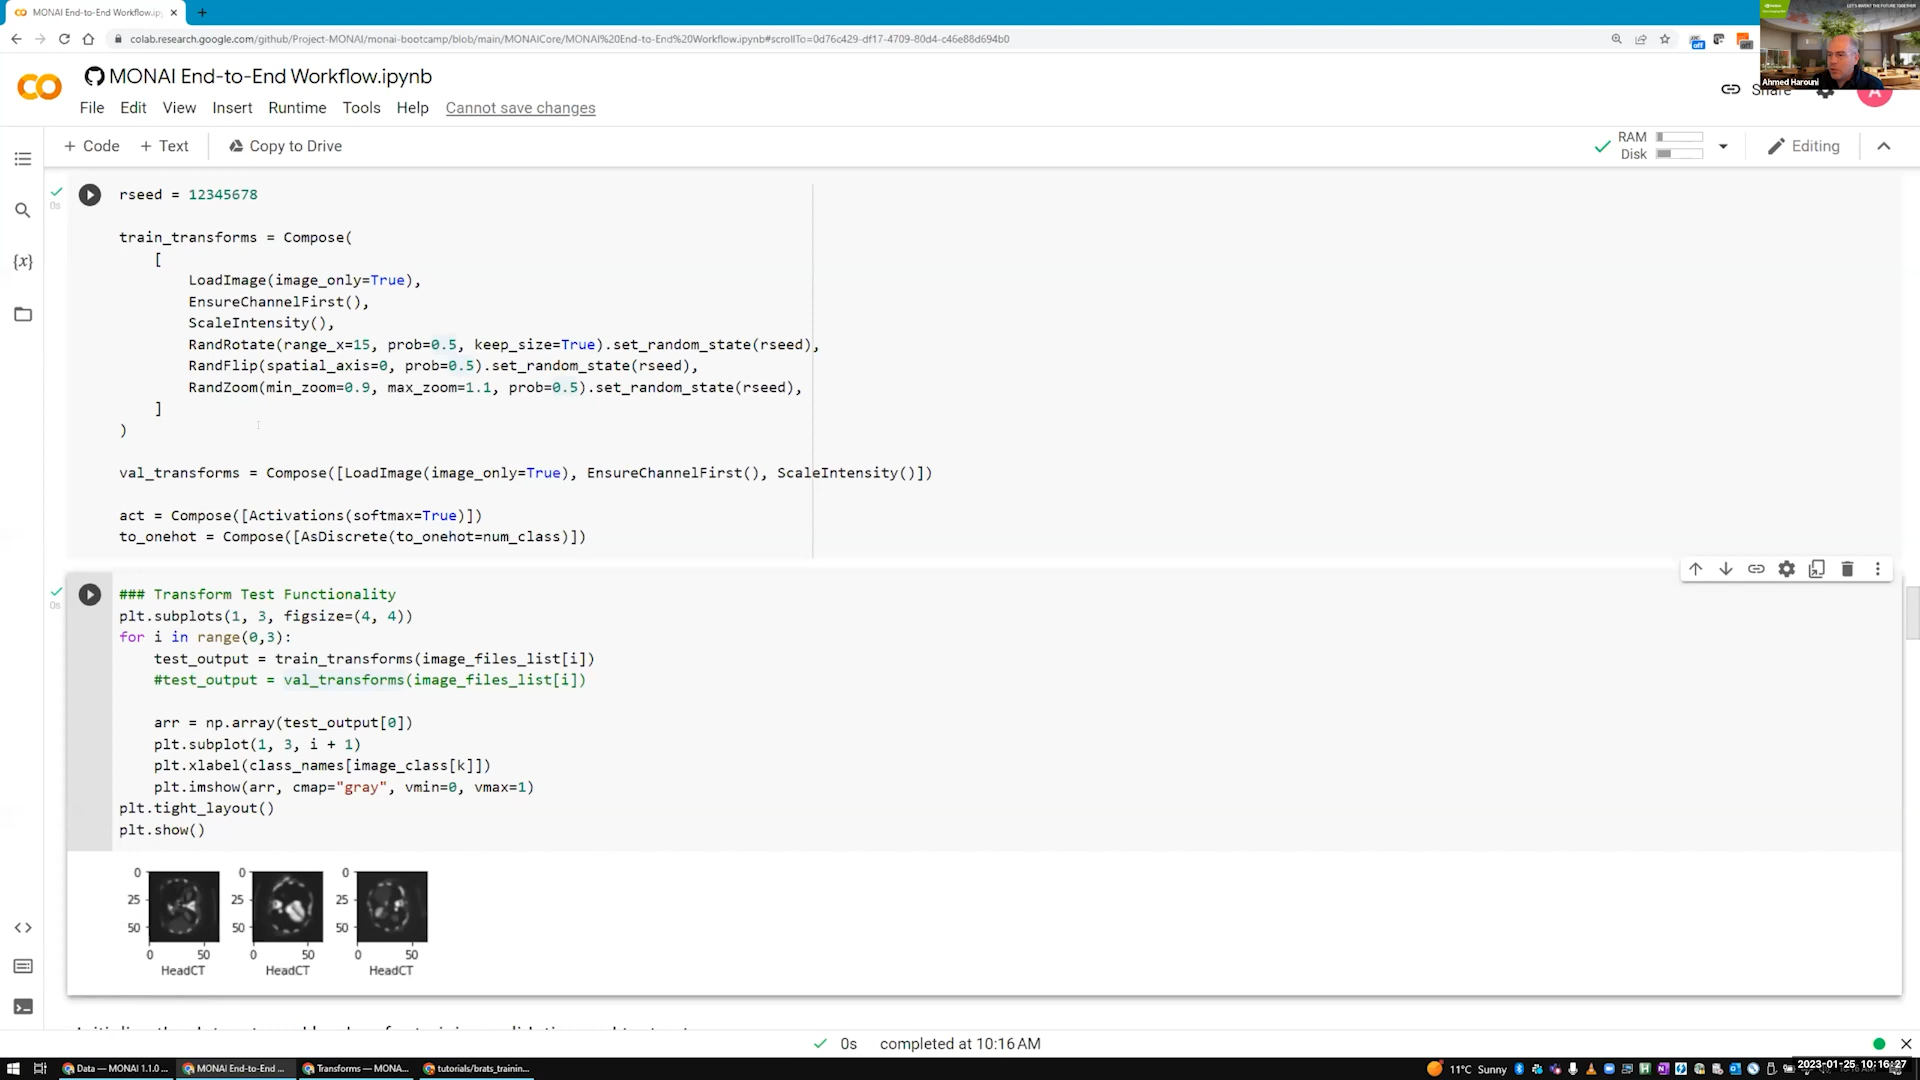 MONAI End-to-End Workflow.ip
colab.research.google.com/github/Project-MONAI/monai-bootcamp/blob/main/MONAICore/MONAI%20End-to-End%20Workflow.ipynb#scrollTo=0d76c429-df17-4709-80d4-c46e88d694b0
Ahmed Harouni
MONAI End-to-End Workflow.ipynb
Share
A
File Edit View Insert Runtime Tools Help Cannot save changes
+ Code + Text Copy to Drive
RAM
Disk
Editing
0s
rseed = 12345678
train_transforms = Compose(
[
LoadImage(image_only=True),
EnsureChannelFirst(),
ScaleIntensity(),
RandRotate(range_x=15, prob=0.5, keep_size=True).set_random_state(rseed),
RandFlip(spatial_axis=0, prob=0.5).set_random_state(rseed),
RandZoom(min_zoom=0.9, max_zoom=1.1, prob=0.5).set_random_state(rseed),
]
)
val_transforms = Compose([LoadImage(image_only=True), EnsureChannelFirst(), ScaleIntensity()])
act = Compose([Activations(softmax=True)])
to_onehot = Compose([AsDiscrete(to_onehot=num_class)])
0s
### Transform Test Functionality
plt.subplots(1, 3, figsize=(4, 4))
for i in range(0,3):
test_output = train_transforms(image_files_list[i])
#test_output = val_transforms(image_files_list[i])
arr = np.array(test_output[0])
plt.subplot(1, 3, i + 1)
plt.xlabel(class_names[image_class[k]])
plt.imshow(arr, cmap="gray", vmin=0, vmax=1)
plt.tight_layout()
plt.show()
0 0 0
25 25 25
50 50 50
0 50 0 50 0 50
HeadCT HeadCT HeadCT
0s completed at 10:16 AM
Data — MONAI 1.1.0 ... MONAI End-to-End ... Transforms — MONA... tutorials/brats_trainin...
11°C Sunny
2023-01-25 10:16:27